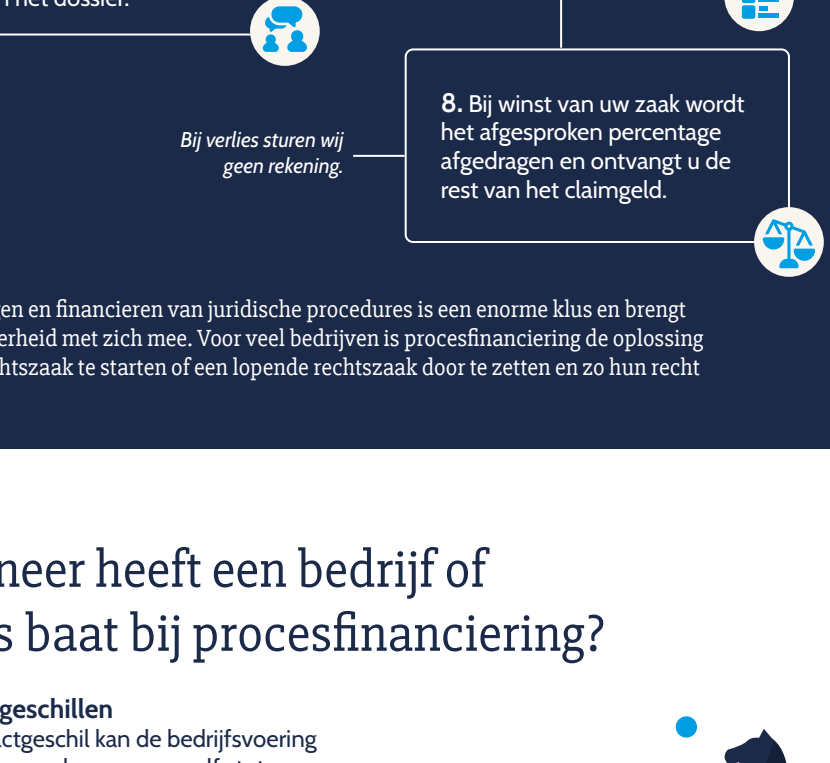 het dossier.
Bij verlies sturen wij
geen rekening.
8. Bij winst van uw zaak wordt
het afgesproken percentage
afgedragen en ontvangt u de
rest van het claimgeld.
en en financieren van juridische procedures is een enorme klus en brengt
erheid met zich mee. Voor veel bedrijven is procesfinanciering de oplossing
htszaak te starten of een lopende rechtszaak door te zetten en zo hun recht
neer heeft een bedrijf of
s baat bij procesfinanciering?
geschillen
ctgeschil kan de bedrijfsvoering